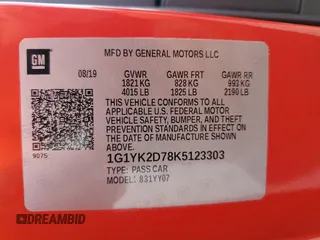 GM
MFD BY GENERAL MOTORS LLC
08/19 GVWR GAWR FRT GAWR RR
1821 KG 828 KG 993 KG
4015 LB 1825 LB 2190 LB
THIS VEHICLE CONFORMS TO ALL
APPLICABLE U.S. FEDERAL MOTOR
VEHICLE SAFETY, BUMPER, AND THEFT
PREVENTION STANDARDS IN EFFECT
ON THE DATE OF MANUFACTURE
SHOWN ABOVE.
9075
1G1YK2D78K5123303
TYPE: PASS CAR
MODEL: 831YY07
DREAMBID